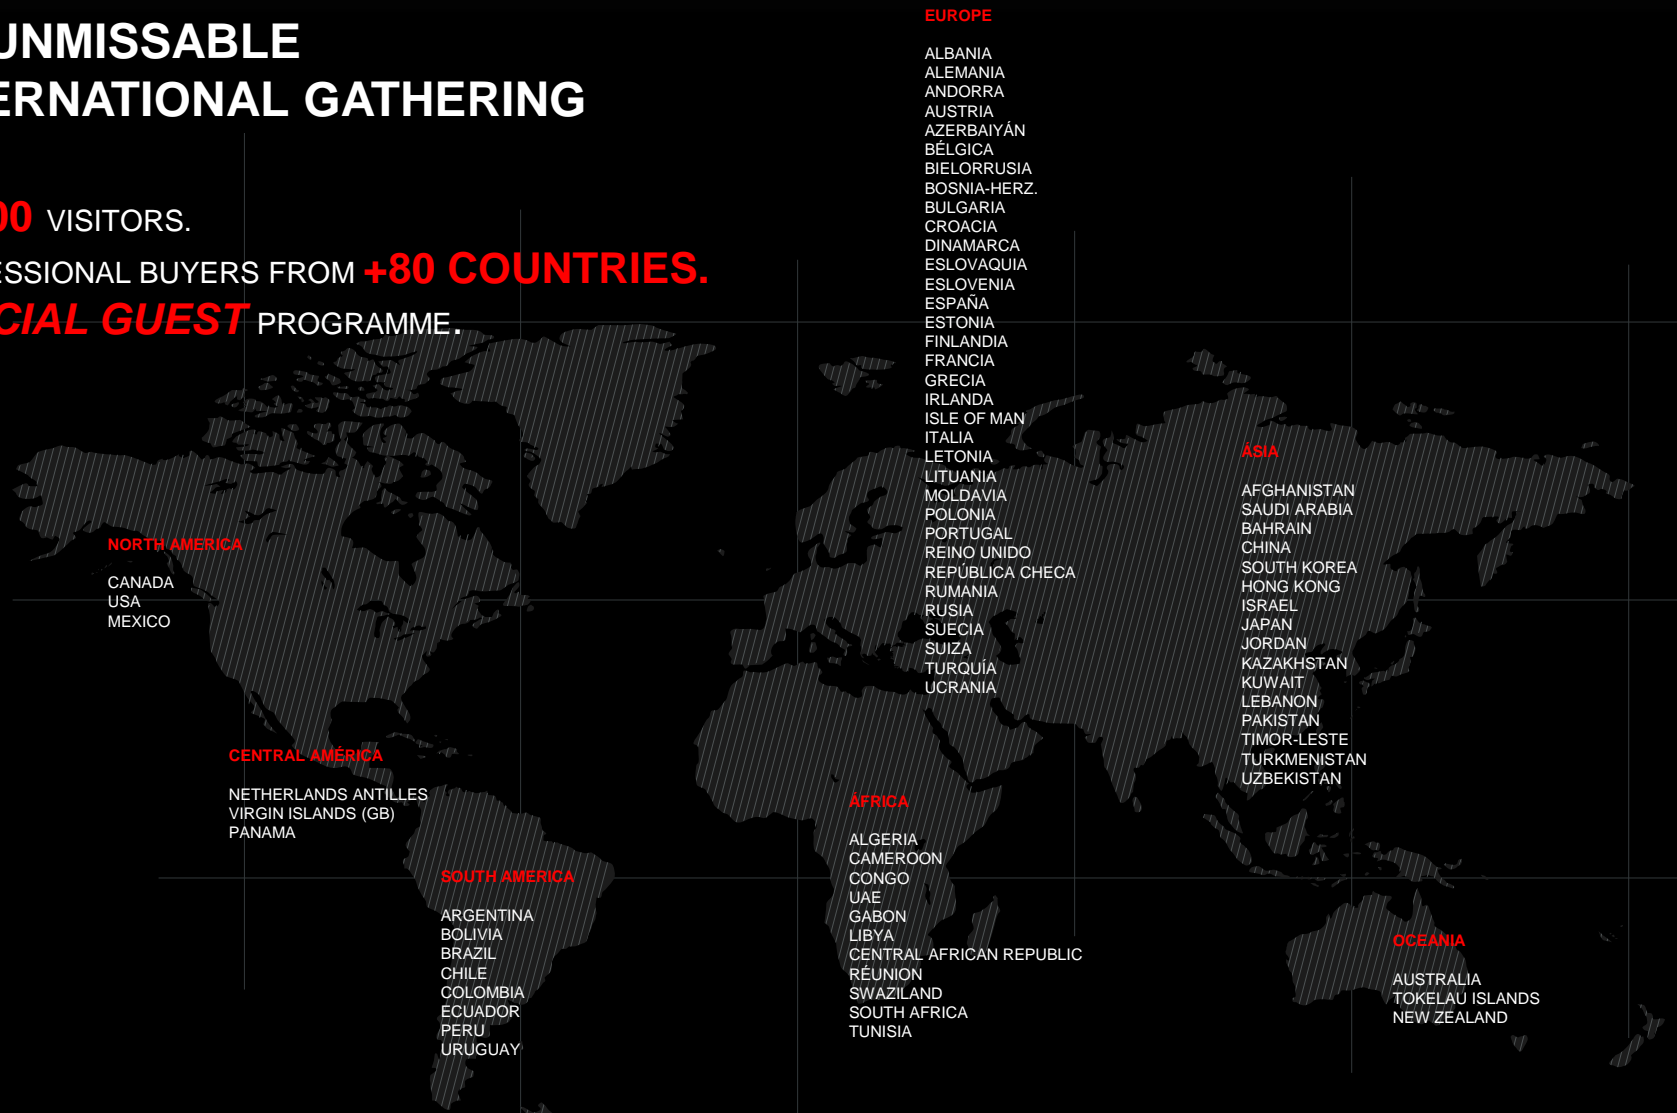 UNMISSABLE
ERNATIONAL GATHERING
00 VISITORS.
ESSIONAL BUYERS FROM +80 COUNTRIES.
CIAL GUEST PROGRAMME.
EUROPE
ALBANIA
ALEMANIA
ANDORRA
AUSTRIA
AZERBAIYÁN
BÉLGICA
BIELORRUSIA
BOSNIA-HERZ.
BULGARIA
CROACIA
DINAMARCA
ESLOVAQUIA
ESLOVENIA
ESPAÑA
ESTONIA
FINLANDIA
FRANCIA
GRECIA
IRLANDA
ISLE OF MAN
ITALIA
LETONIA
LITUANIA
MOLDAVIA
POLONIA
PORTUGAL
REINO UNIDO
REPÚBLICA CHECA
RUMANIA
RUSIA
SUECIA
SUIZA
TURQUÍA
UCRANIA
ÁSIA
AFGHANISTAN
SAUDI ARABIA
BAHRAIN
CHINA
SOUTH KOREA
HONG KONG
ISRAEL
JAPAN
JORDAN
KAZAKHSTAN
KUWAIT
LEBANON
PAKISTAN
TIMOR-LESTE
TURKMENISTAN
UZBEKISTAN
NORTH AMERICA
CANADA
USA
MEXICO
CENTRAL AMÉRICA
NETHERLANDS ANTILLES
VIRGIN ISLANDS (GB)
PANAMA
SOUTH AMERICA
ARGENTINA
BOLIVIA
BRAZIL
CHILE
COLOMBIA
ECUADOR
PERU
URUGUAY
ÁFRICA
ALGERIA
CAMEROON
CONGO
UAE
GABON
LIBYA
CENTRAL AFRICAN REPUBLIC
RÉUNION
SWAZILAND
SOUTH AFRICA
TUNISIA
OCEANIA
AUSTRALIA
TOKELAU ISLANDS
NEW ZEALAND